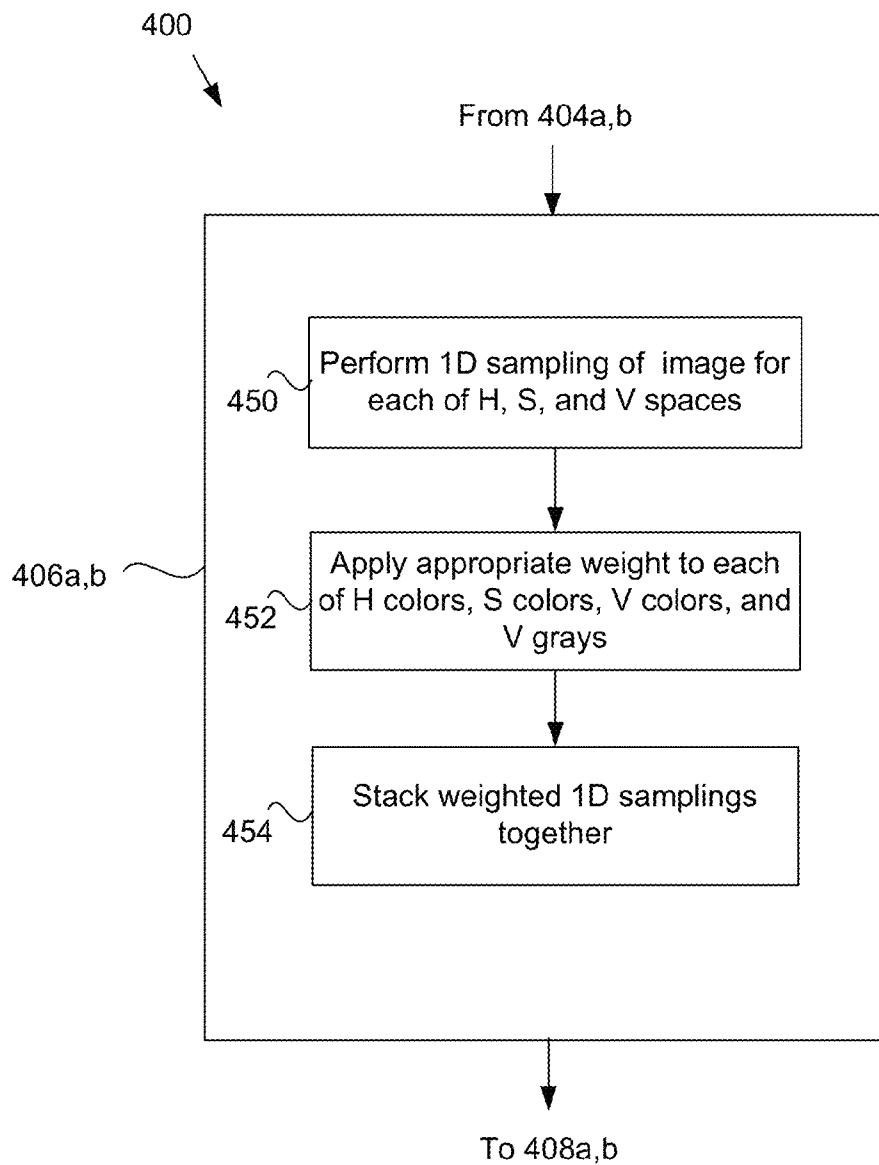 400
From 404a,b
Perform 1D sampling of image for
each of H, S, and V spaces
450
Apply appropriate weight to each
of H colors, S colors, V colors, and
V grays
452
406a,b
Stack weighted 1D samplings
together
454
To 408a,b